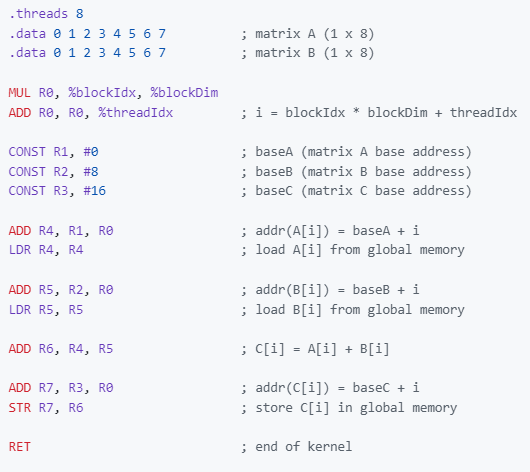 .threads 8
.data 0 1 2 3 4 5 6 7          ; matrix A (1 x 8)
.data 0 1 2 3 4 5 6 7          ; matrix B (1 x 8)

MUL R0, %blockIdx, %blockDim
ADD R0, R0, %threadIdx         ; i = blockIdx * blockDim + threadIdx

CONST R1, #0                   ; baseA (matrix A base address)
CONST R2, #8                   ; baseB (matrix B base address)
CONST R3, #16                  ; baseC (matrix C base address)

ADD R4, R1, R0                 ; addr(A[i]) = baseA + i
LDR R4, R4                     ; load A[i] from global memory

ADD R5, R2, R0                 ; addr(B[i]) = baseB + i
LDR R5, R5                     ; load B[i] from global memory

ADD R6, R4, R5                 ; C[i] = A[i] + B[i]

ADD R7, R3, R0                 ; addr(C[i]) = baseC + i
STR R7, R6                     ; store C[i] in global memory

RET                            ; end of kernel